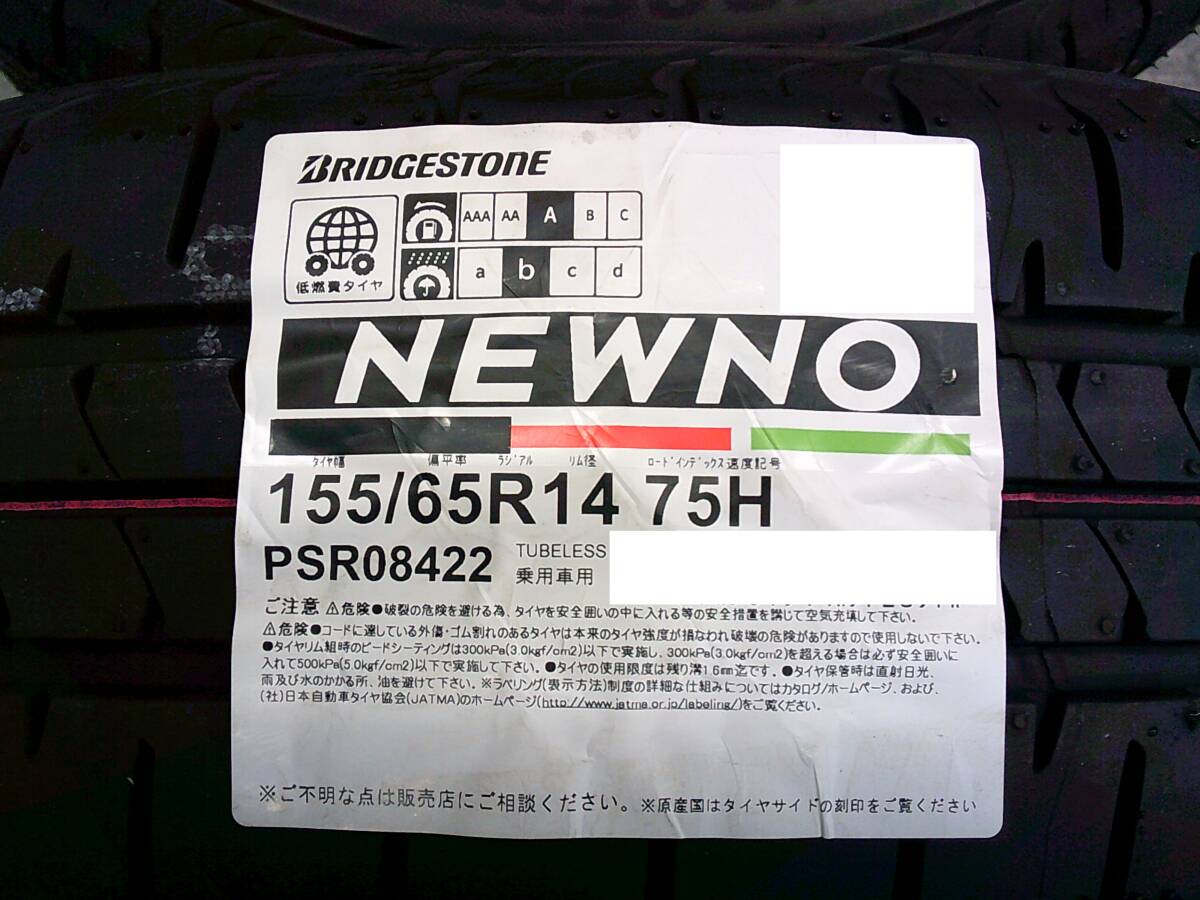 BRIDGESTONE
AAA AA A B C
低燃費タイヤ
a b c d
NEWNO
タイヤ幅 偏平率 ラジアル リム径 ロードインデックス 速度記号
155/65R14 75H
PSR08422 TUBELESS
乗用車用
ご注意 ⚠危険●破裂の危険を避ける為、タイヤを安全囲いの中に入れる等の安全措置を講じて空気充填して下さい。
⚠危険●コードに達している外傷・ゴム割れのあるタイヤは本来のタイヤ強度が損なわれ破壊の危険がありますので使用しないで下さい。
●タイヤリム組時のビードシーティングは300kPa(3.0kgf/cm2)以下で実施し、300kPa(3.0kgf/cm2)を超える場合は必ず安全囲いに
入れて500kPa(5.0kgf/cm2)以下で実施して下さい。●タイヤの使用限度は残り溝1.6mm迄です。●タイヤ保管時は直射日光、
雨及び水のかかる所、油を避けて下さい。※ラベリング(表示方法)制度の詳細な仕組みについてはカタログ/ホームページ、および、
(社)日本自動車タイヤ協会(JATMA)のホームページ(http://www.jatma.or.jp/labeling/)をご覧ください。
※ご不明な点は販売店にご相談ください。※原産国はタイヤサイドの刻印をご覧ください